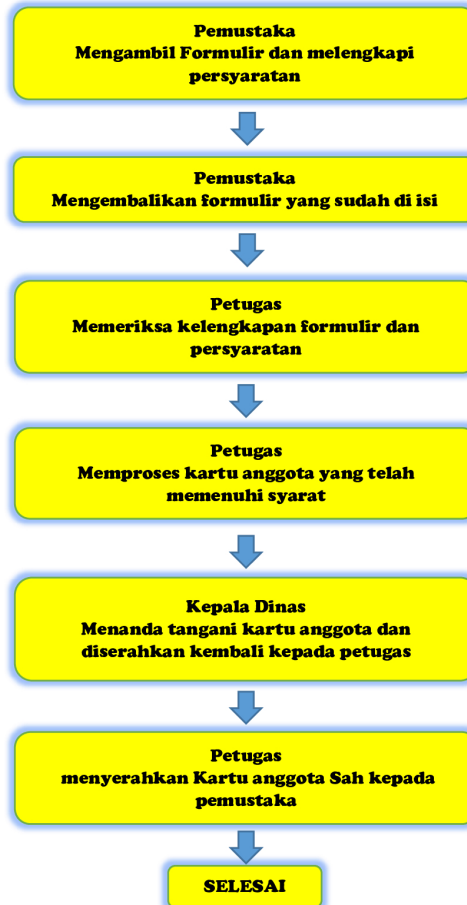 Pemustaka
Mengambil Formulir dan melengkapi
persyaratan
Pemustaka
Mengembalikan formulir yang sudah di isi
Petugas
Memeriksa kelengkapan formulir dan
persyaratan
Petugas
Memproses kartu anggota yang telah
memenuhi syarat
Kepala Dinas
Menanda tangani kartu anggota dan
diserahkan kembali kepada petugas
Petugas
menyerahkan Kartu anggota Sah kepada
pemustaka
SELESAI